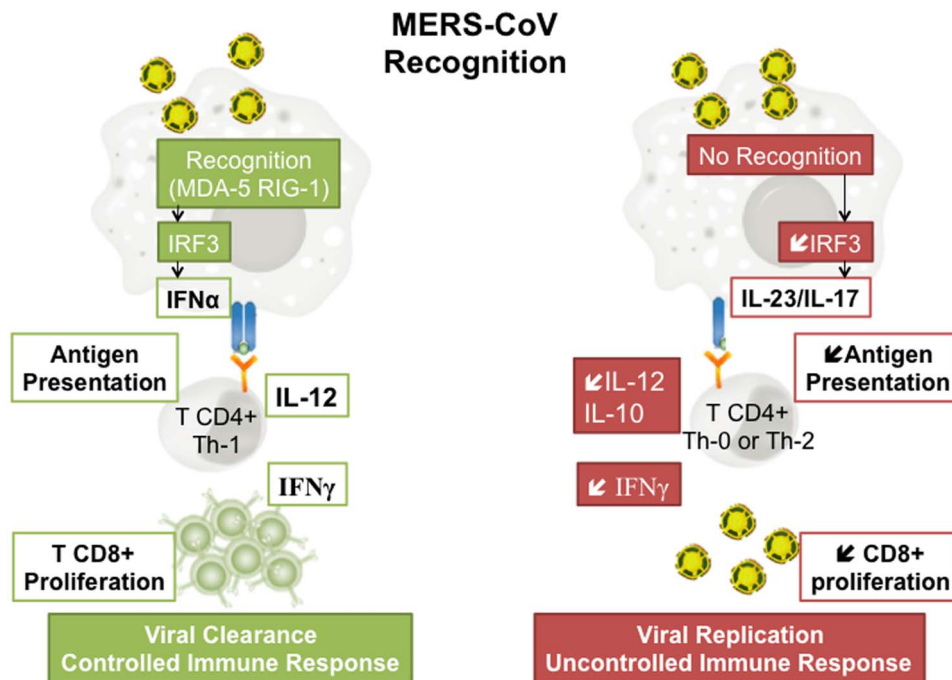 MERS-CoV
Recognition
Recognition
(MDA-5 RIG-1)
IRF3
IFNα
Antigen
Presentation
IL-12
T CD4+
Th-1
IFNγ
T CD8+
Proliferation
Viral Clearance
Controlled Immune Response
No Recognition
↙IRF3
IL-23/IL-17
↙Antigen
Presentation
↙IL-12
IL-10
T CD4+
Th-0 or Th-2
↙ IFNγ
↙ CD8+
proliferation
Viral Replication
Uncontrolled Immune Response